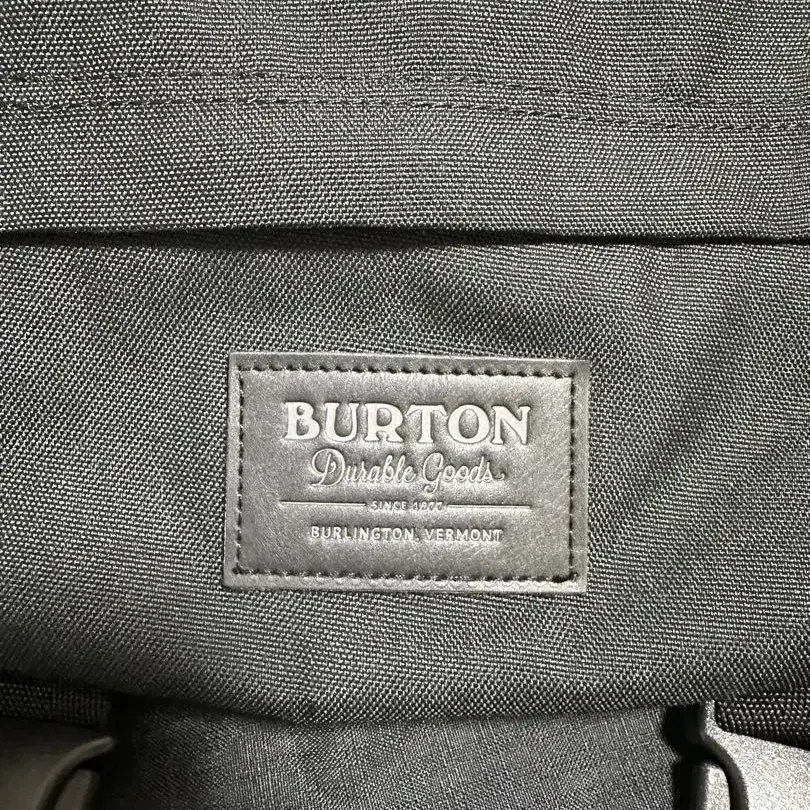 BURTON
Durable Goods
SINCE 1977
BURLINGTON, VERMONT